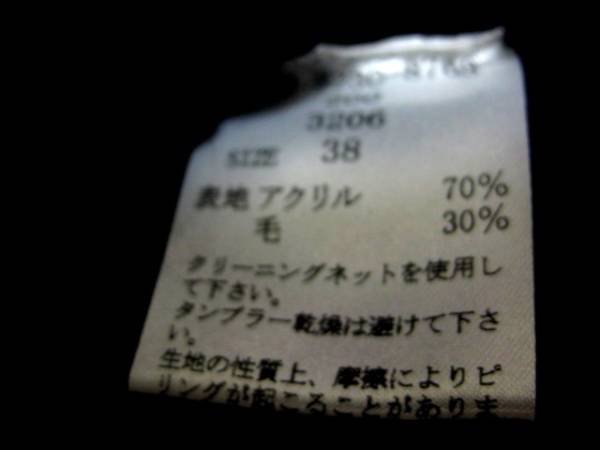 3206
SIZE 38
表地 アクリル 70%
毛 30%
クリーニングネットを使用し
て下さい。
タンブラー乾燥は避けて下さ
い。
生地の性質上、摩擦によりピ
リングが起こることがありま